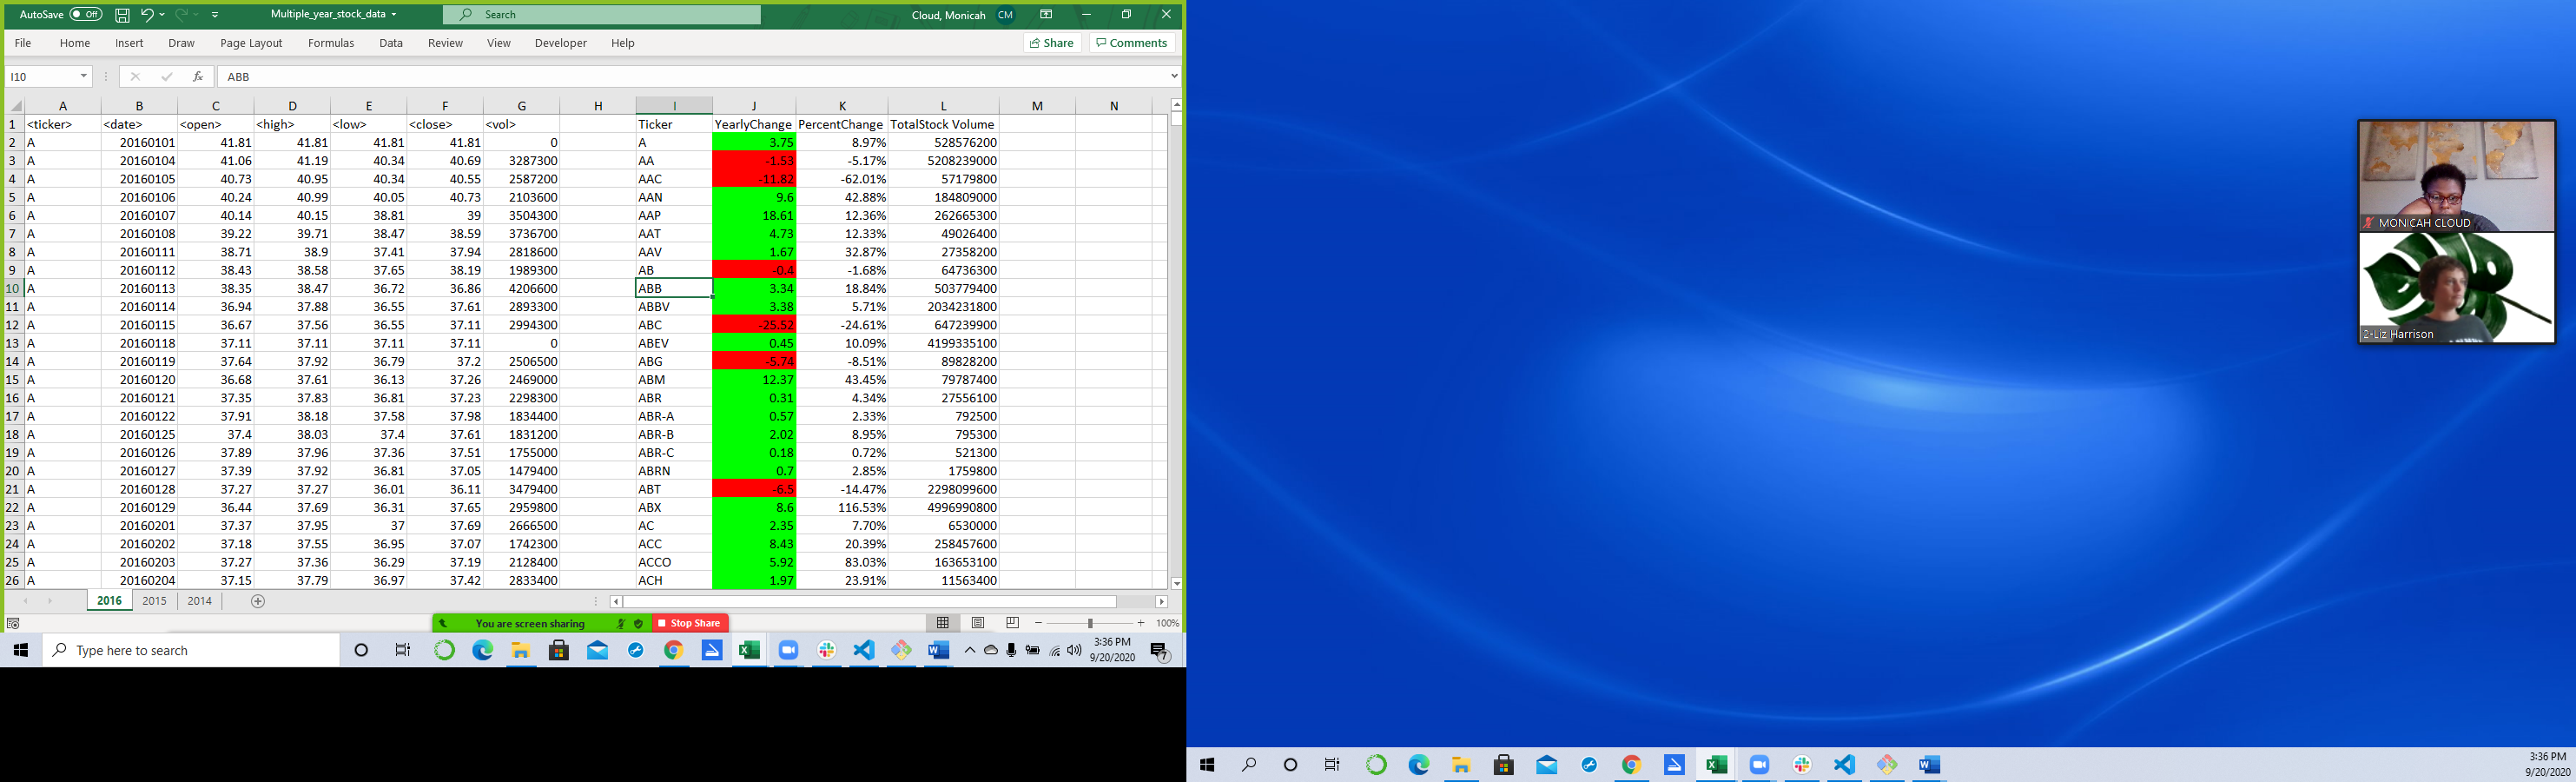 AutoSave Off Multiple_year_stock_data Search Cloud, Monicah CM
File Home Insert Draw Page Layout Formulas Data Review View Developer Help Share Comments
I10 fx ABB
A B C D E F G H I J K L M N
1 <ticker> <date> <open> <high> <low> <close> <vol> Ticker YearlyChange PercentChange TotalStock Volume
2 A 20160101 41.81 41.81 41.81 41.81 0 A 3.75 8.97% 528576200
3 A 20160104 41.06 41.19 40.34 40.69 3287300 AA -1.53 -5.17% 5208239000
4 A 20160105 40.73 40.95 40.34 40.55 2587200 AAC -11.82 -62.01% 57179800
5 A 20160106 40.24 40.99 40.05 40.73 2103600 AAN 9.6 42.88% 184809000
6 A 20160107 40.14 40.15 38.81 39 3504300 AAP 18.61 12.36% 262665300
7 A 20160108 39.22 39.71 38.47 38.59 3736700 AAT 4.73 12.33% 49026400
8 A 20160111 38.71 38.9 37.41 37.94 2818600 AAV 1.67 32.87% 27358200
9 A 20160112 38.43 38.58 37.65 38.19 1989300 AB -0.4 -1.68% 64736300
10 A 20160113 38.35 38.47 36.72 36.86 4206600 ABB 3.34 18.84% 503779400
11 A 20160114 36.94 37.88 36.55 37.61 2893300 ABBV 3.38 5.71% 2034231800
12 A 20160115 36.67 37.56 36.55 37.11 2994300 ABC -25.52 -24.61% 647239900
13 A 20160118 37.11 37.11 37.11 37.11 0 ABEV 0.45 10.09% 4199335100
14 A 20160119 37.64 37.92 36.79 37.2 2506500 ABG -5.74 -8.51% 89828200
15 A 20160120 36.68 37.61 36.13 37.26 2469000 ABM 12.37 43.45% 79787400
16 A 20160121 37.35 37.83 36.81 37.23 2298300 ABR 0.31 4.34% 27556100
17 A 20160122 37.91 38.18 37.58 37.98 1834400 ABR-A 0.57 2.33% 792500
18 A 20160125 37.4 38.03 37.4 37.61 1831200 ABR-B 2.02 8.95% 795300
19 A 20160126 37.89 37.96 37.36 37.51 1755000 ABR-C 0.18 0.72% 521300
20 A 20160127 37.39 37.92 36.81 37.05 1479400 ABRN 0.7 2.85% 1759800
21 A 20160128 37.27 37.27 36.01 36.11 3479400 ABT -6.5 -14.47% 2298099600
22 A 20160129 36.44 37.69 36.31 37.65 2959800 ABX 8.6 116.53% 4996990800
23 A 20160201 37.37 37.95 37 37.69 2666500 AC 2.35 7.70% 6530000
24 A 20160202 37.18 37.55 36.95 37.07 1742300 ACC 8.43 20.39% 258457600
25 A 20160203 37.27 37.36 36.29 37.19 2128400 ACCO 5.92 83.03% 163653100
26 A 20160204 37.15 37.79 36.97 37.42 2833400 ACH 1.97 23.91% 11563400
2016 2015 2014
You are screen sharing Stop Share 100%
Type here to search 3:36 PM
9/20/2020 7
MONICAH CLOUD
2-Liz Harrison
3:36 PM
9/20/2020